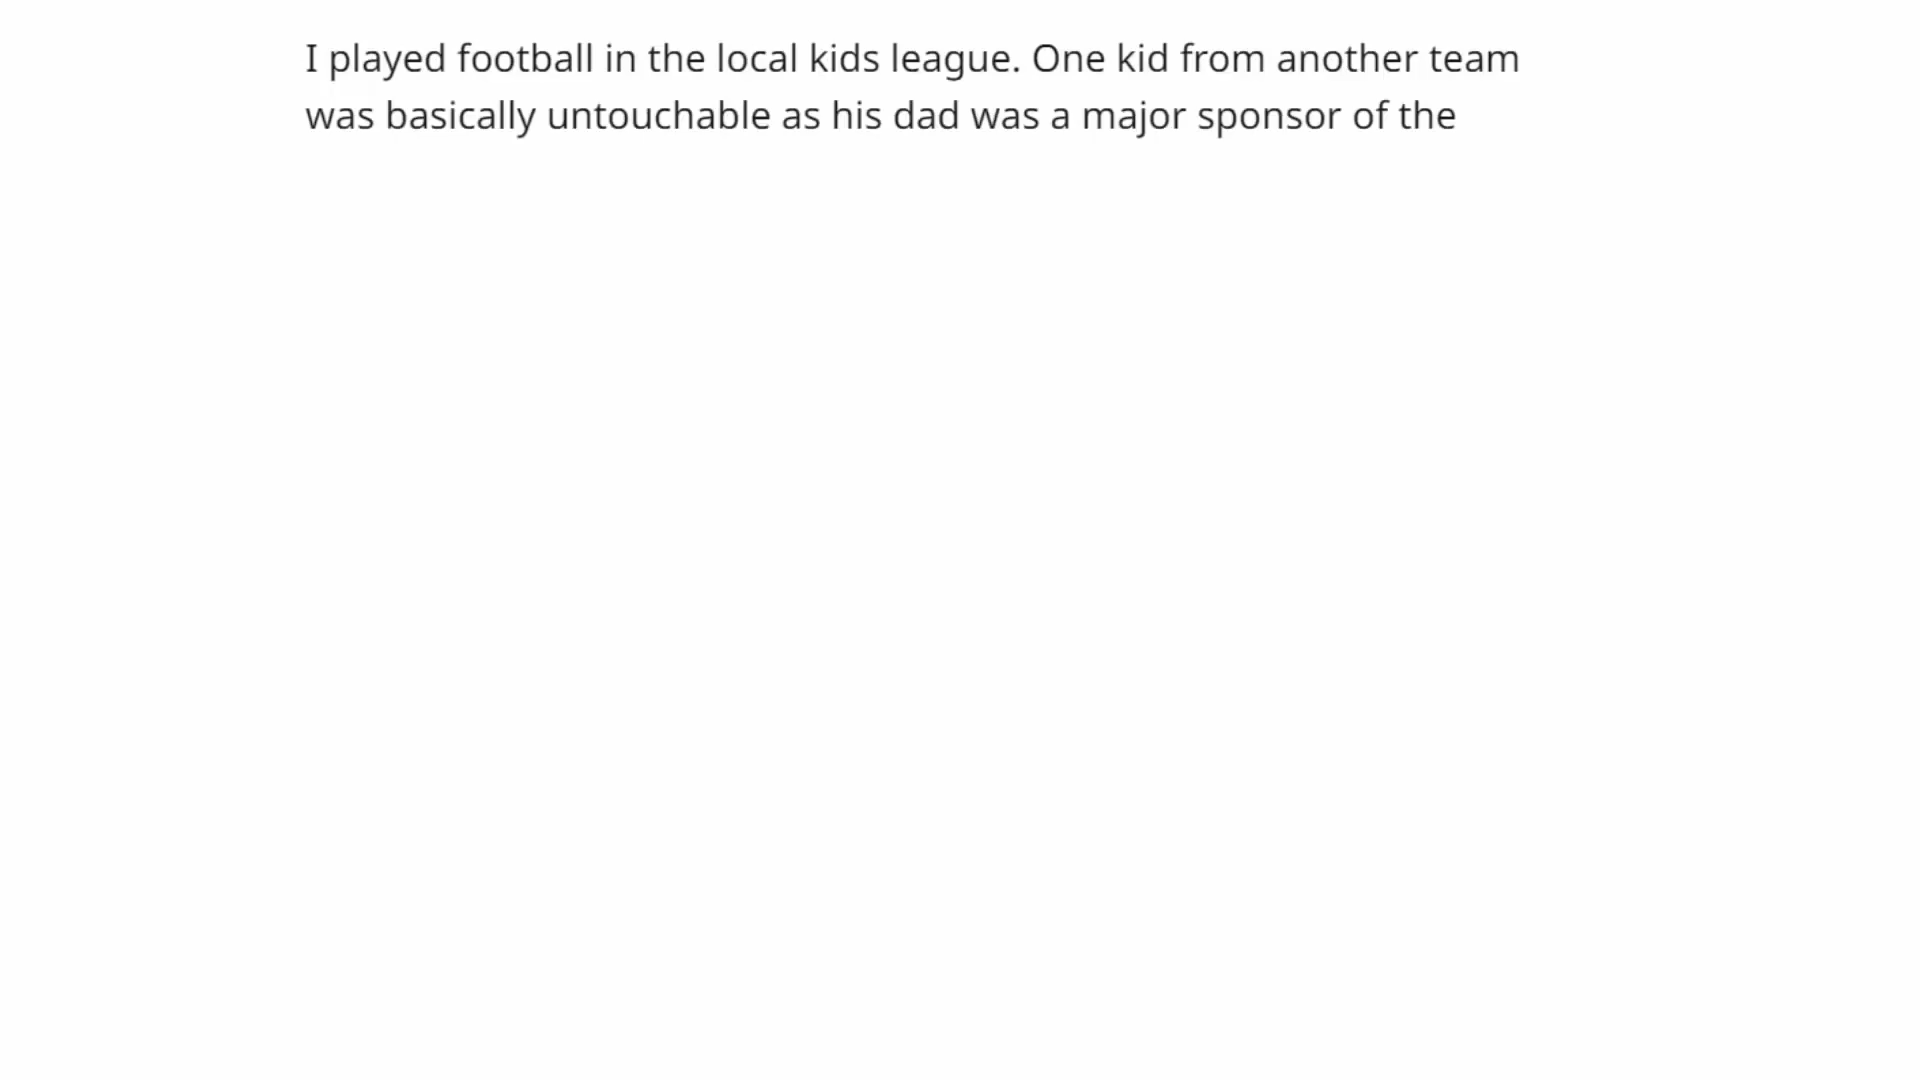 I played football in the local kids league. One kid from another team
was basically untouchable as his dad was a major sponsor of the